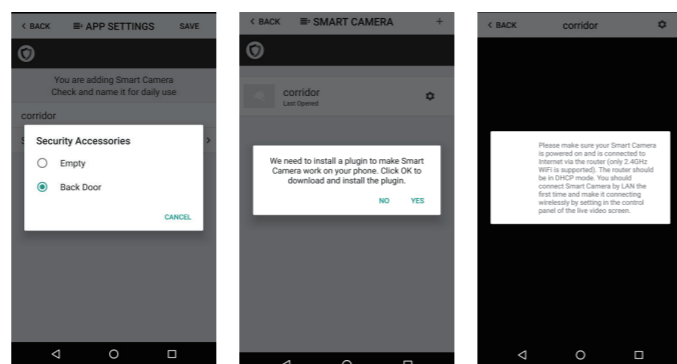 < BACK APP SETTINGS SAVE
You are adding Smart Camera
Check and name it for daily use
corridor
S >
Security Accessories
Empty
Back Door
CANCEL
< BACK SMART CAMERA +
corridor
Last Opened
We need to install a plugin to make Smart
Camera work on your phone. Click OK to
download and install the plugin.
NO YES
< BACK corridor
Please make sure your Smart Camera
is powered on and is connected to
Internet via the router (only 2.4GHz
WiFi is supported). The router should
be in DHCP mode. You should
connect Smart Camera by LAN the
first time and make it connecting
wirelessly by setting in the control
panel of the live video screen.